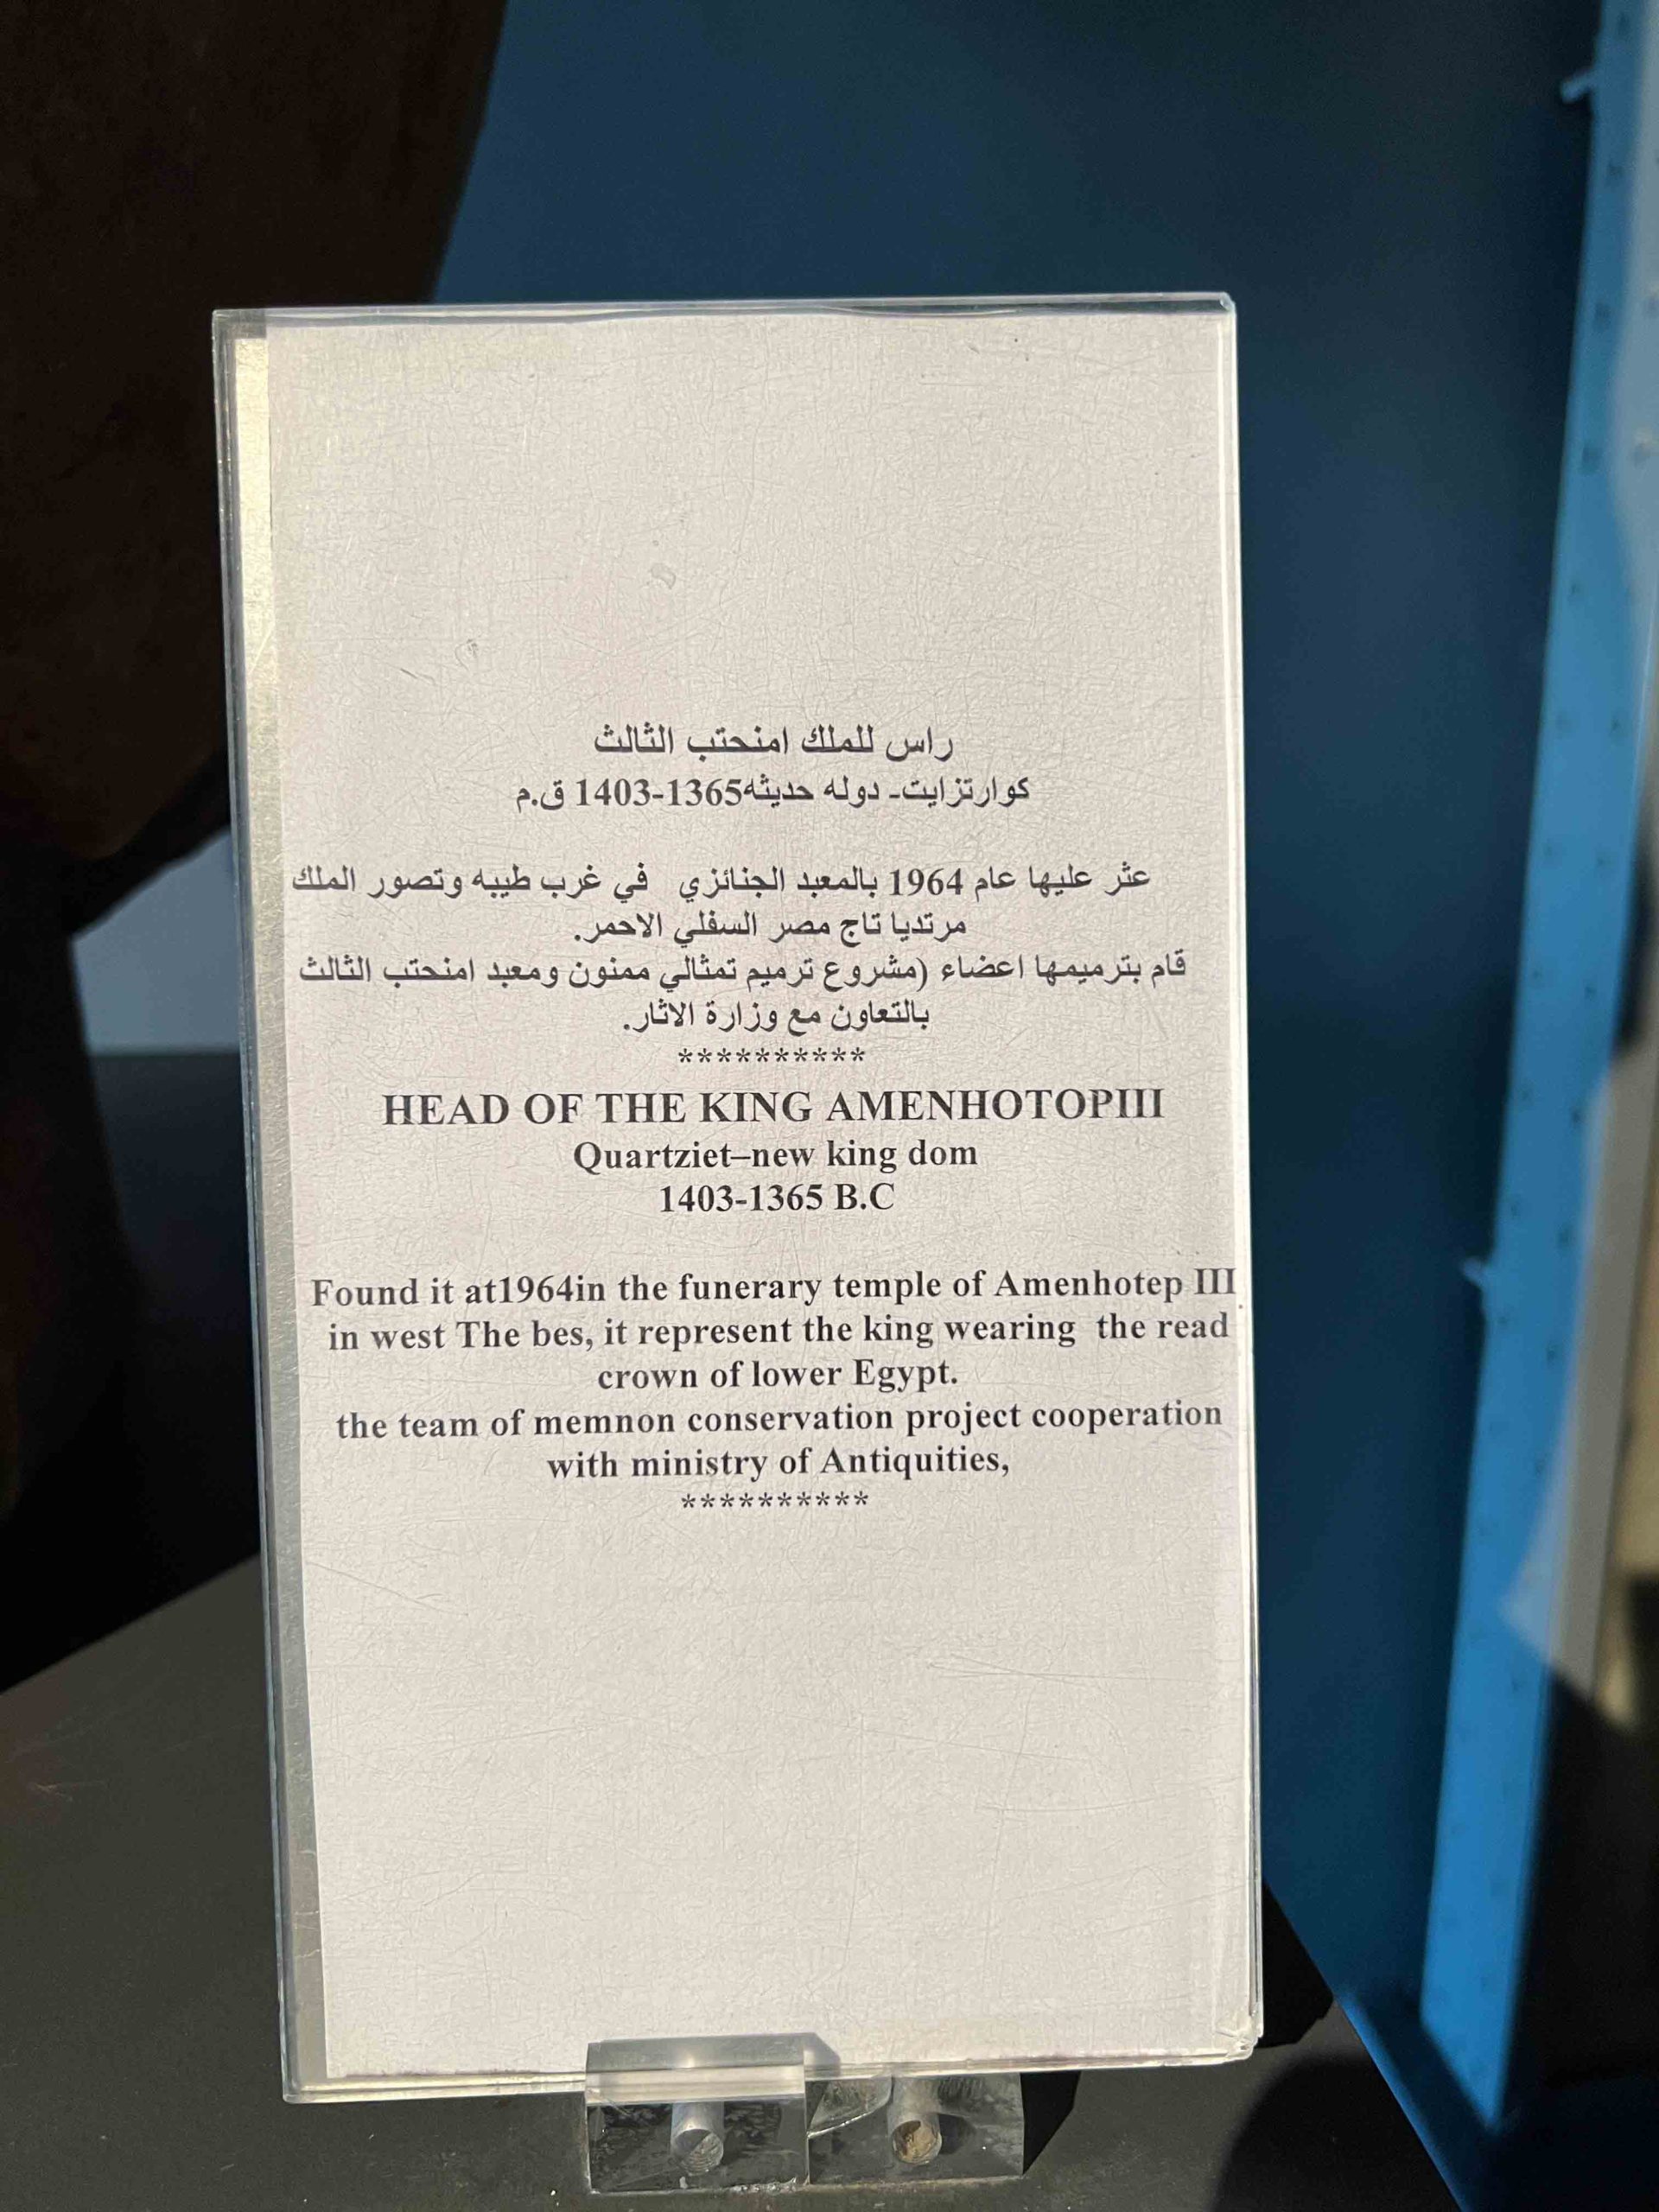 راس للملك امنحتب الثالث
كوارتزايت- دوله حديثه1365-1403 ق.م
عثر عليها عام 1964 بالمعبد الجنائزي في غرب طيبه وتصور الملك
مرتديا تاج مصر السفلي الاحمر.
قام بترميمها اعضاء (مشروع ترميم تمثالي ممنون ومعبد امنحتب الثالث
بالتعاون مع وزارة الاثار.
**********
HEAD OF THE KING AMENHOTOPIII
Quartziet–new king dom
1403-1365 B.C
Found it at1964in the funerary temple of Amenhotep III
in west The bes, it represent the king wearing the read
crown of lower Egypt.
the team of memnon conservation project cooperation
with ministry of Antiquities,
**********